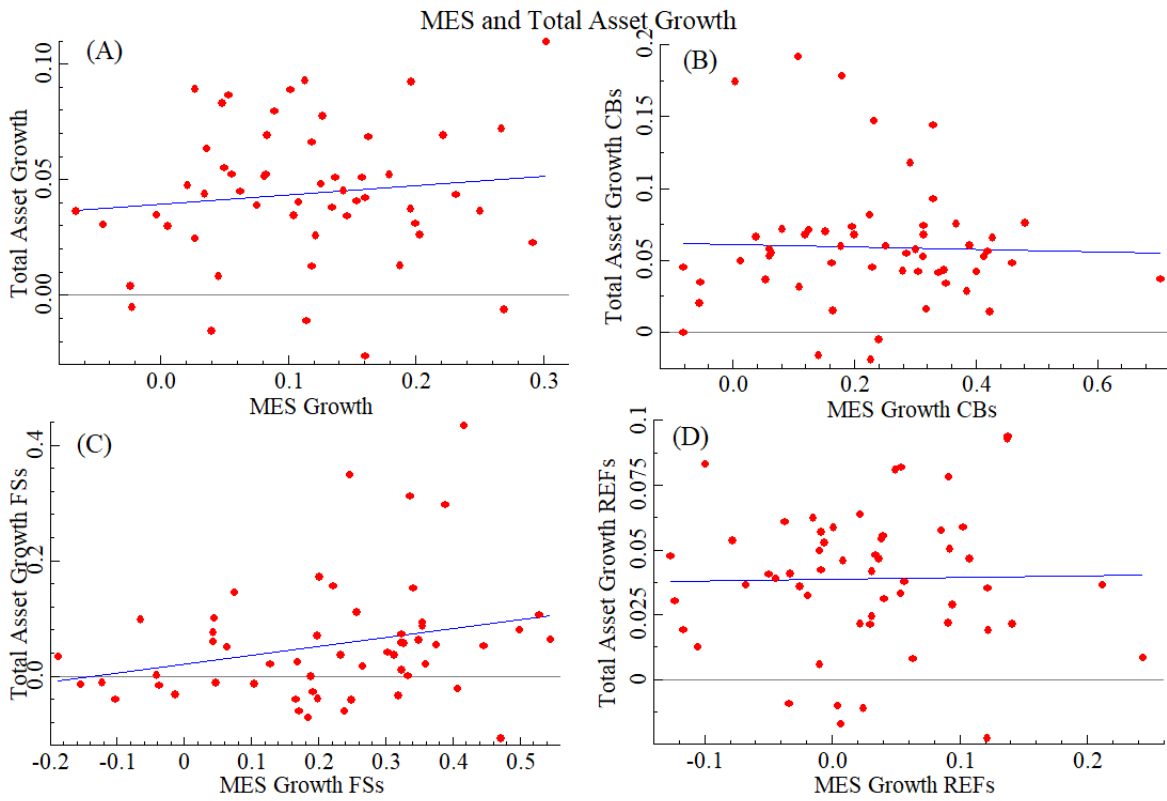 MES and Total Asset Growth
(A)
Total Asset Growth
0.10
0.05
0.00
0.0
0.1
0.2
0.3
MES Growth
(B)
Total Asset Growth CBs
0.2
0.15
0.1
0.05
0
0.0
0.2
0.4
0.6
MES Growth CBs
(C)
Total Asset Growth FSs
0.4
0.2
0.0
-0.2
-0.1
0
0.1
0.2
0.3
0.4
0.5
MES Growth FSs
(D)
Total Asset Growth REFs
0.1
0.075
0.05
0.025
0
-0.1
0.0
0.1
0.2
MES Growth REFs